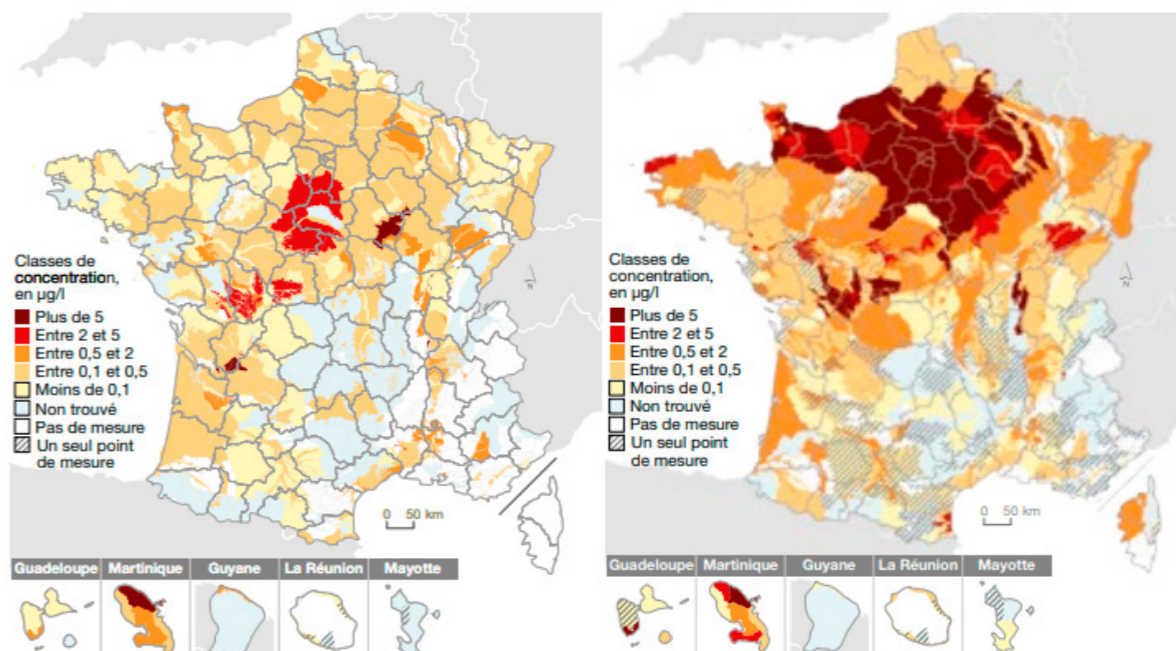 Classes de
concentration,
en µg/l
Plus de 5
Entre 2 et 5
Entre 0,5 et 2
Entre 0,1 et 0,5
Moins de 0,1
Non trouvé
Pas de mesure
Un seul point
de mesure
N
0 50 km
Guadeloupe Martinique Guyane La Réunion Mayotte
Classes de
concentration,
en µg/l
Plus de 5
Entre 2 et 5
Entre 0,5 et 2
Entre 0,1 et 0,5
Moins de 0,1
Non trouvé
Pas de mesure
Un seul point
de mesure
N
0 50 km
Guadeloupe Martinique Guyane La Réunion Mayotte